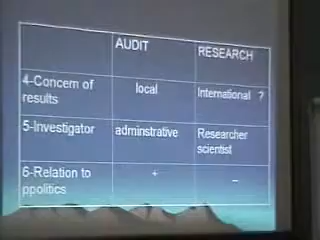 AUDIT RESEARCH
4-Concern of results local International ?
5-Investigator adminstrative Researcher scientist
6-Relation to ppolitics + _